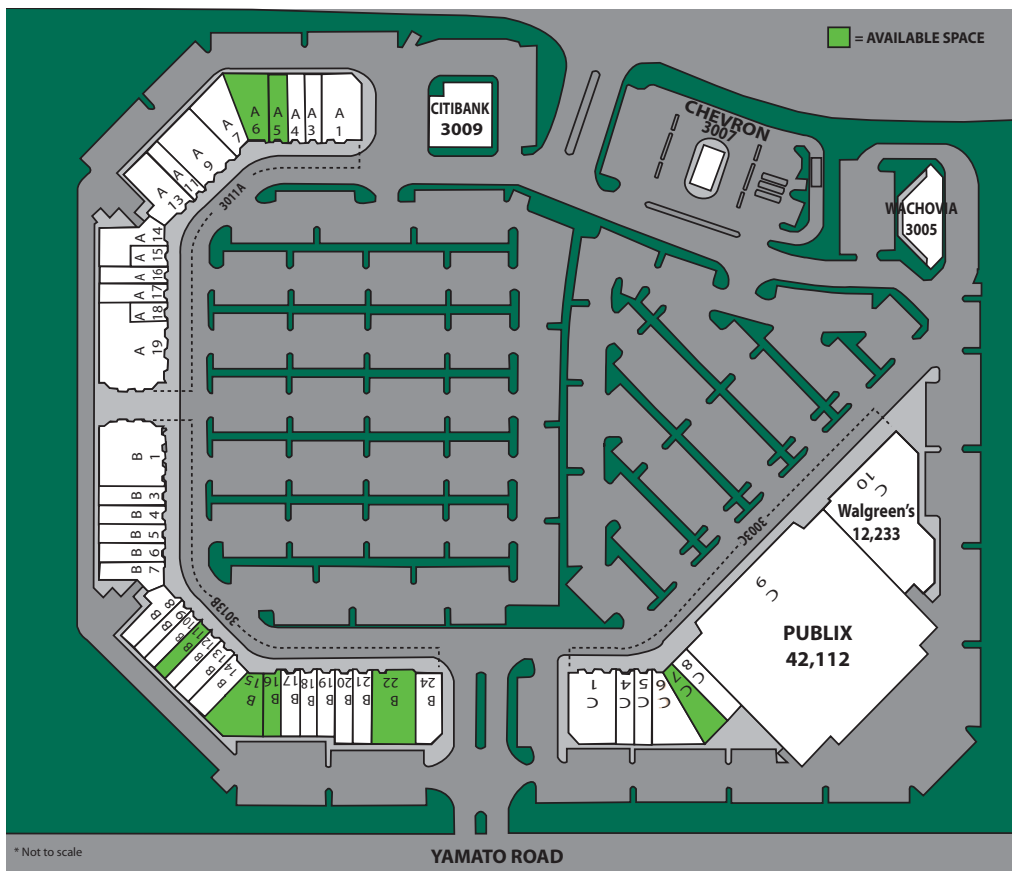 = AVAILABLE SPACE
CITIBANK
3009
CHEVRON
3007
WACHOVIA
3005
A 1
A 3
A 4
A 5
A 6
A 7
A 9
A 11
A 13
A 14
A 15
A 16
A 17
A 18
A 19
3011A
B 1
B 3
B 4
B 5
B 6
B 7
B 8
B 9
B 10
B 11
B 12
B 13
B 14
B 15
B 16
B 17
B 18
B 19
B 20
B 21
B 22
B 24
3013B
C 1
C 4
C 5
C 6
C 7
C 8
C 9
C 10
3003C
Walgreen's
12,233
PUBLIX
42,112
* Not to scale
YAMATO ROAD